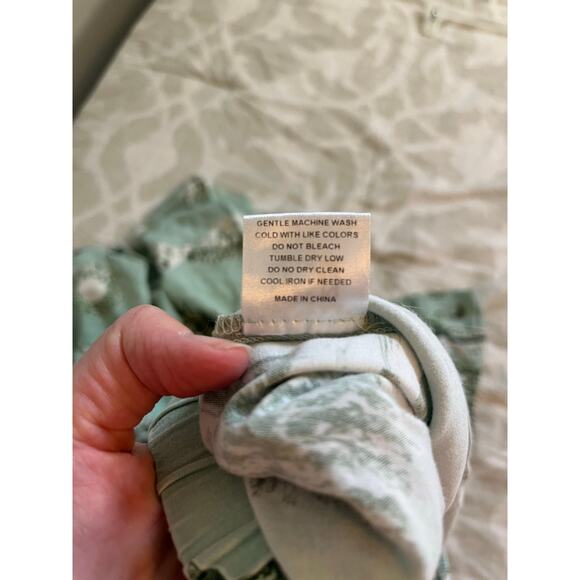 GENTLE MACHINE WASH
COLD WITH LIKE COLORS
DO NOT BLEACH
TUMBLE DRY LOW
DO NO DRY CLEAN
COOL IRON IF NEEDED
MADE IN CHINA